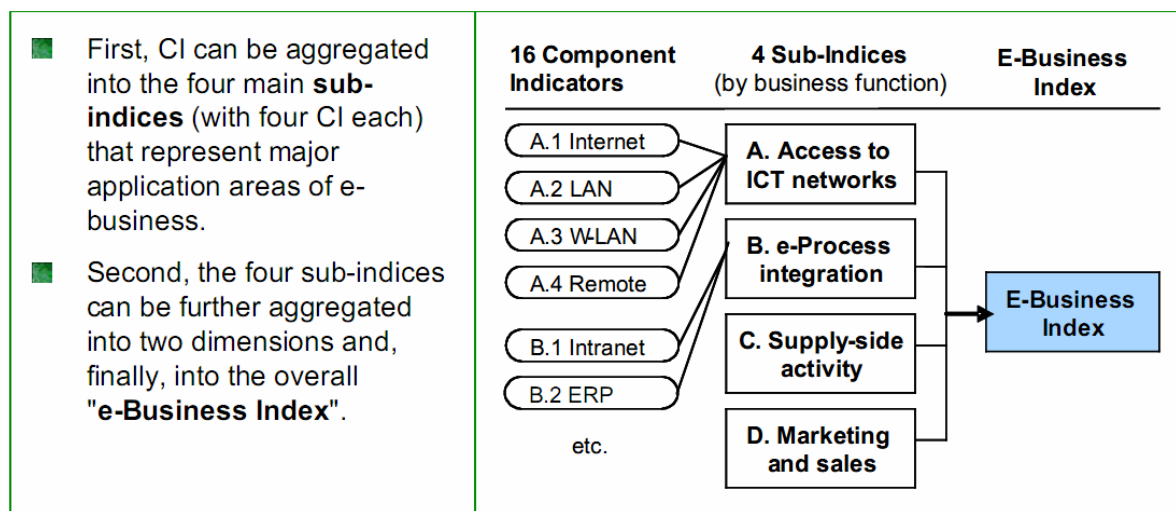 First, CI can be aggregated
into the four main sub-
indices (with four CI each)
that represent major
application areas of e-
business.
Second, the four sub-indices
can be further aggregated
into two dimensions and,
finally, into the overall
"e-Business Index".
16 Component
Indicators
4 Sub-Indices
(by business function)
E-Business
Index
A.1 Internet
A.2 LAN
A.3 W-LAN
A.4 Remote
B.1 Intranet
B.2 ERP
etc.
A. Access to
ICT networks
B. e-Process
integration
C. Supply-side
activity
D. Marketing
and sales
E-Business
Index